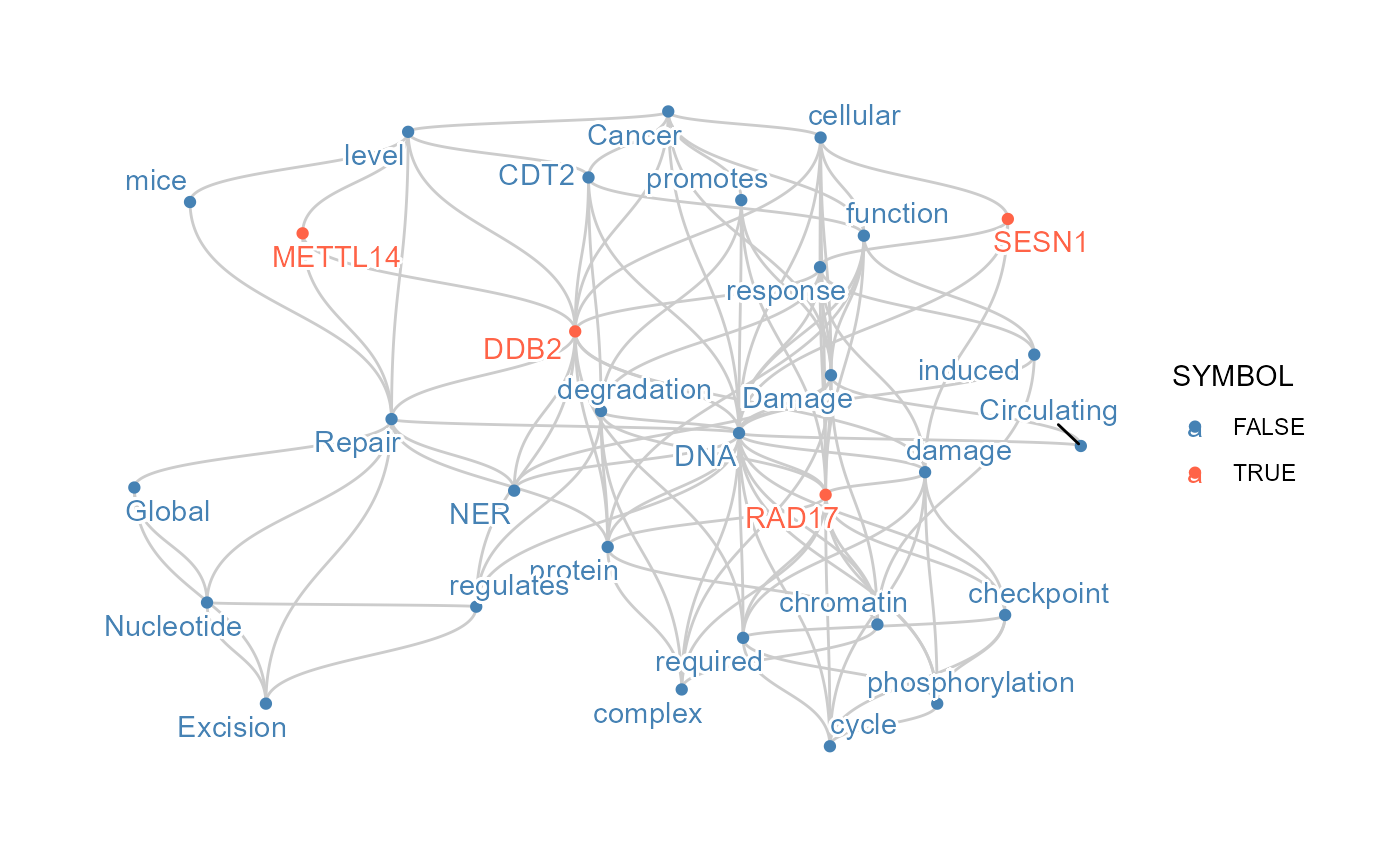 cellular
Cancer
level
CDT2
promotes
mice
function
SESN1
METTL14
response
DDB2
induced
degradation
Damage
Circulating
Repair
DNA
damage
Global
NER
RAD17
protein
regulates
checkpoint
chromatin
Nucleotide
required
phosphorylation
complex
cycle
Excision
SYMBOL
a FALSE
a TRUE